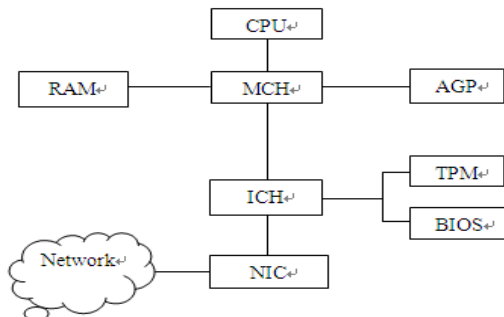 CPU
RAM
MCH
AGP
TPM
ICH
BIOS
Network
NIC